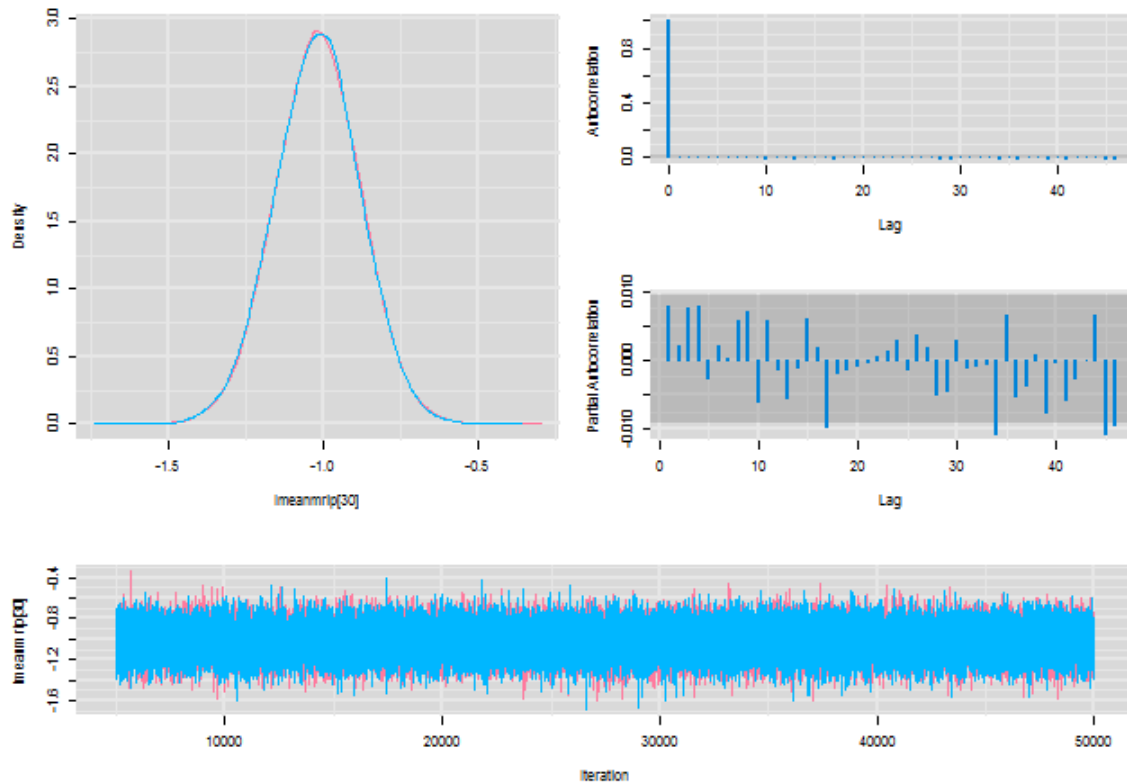 3.0
2.5
2.0
1.5
1.0
0.5
0.0
Density
-1.5 -1.0 -0.5
lmeanmrip[30]
0.8
0.4
0.0
Autocorrelation
0 10 20 30 40
Lag
0.010
0.000
-0.010
Partial Autocorrelation
0 10 20 30 40
Lag
-0.4
-0.8
-1.2
-1.6
lmeanmrip[30]
10000 20000 30000 40000 50000
Iteration